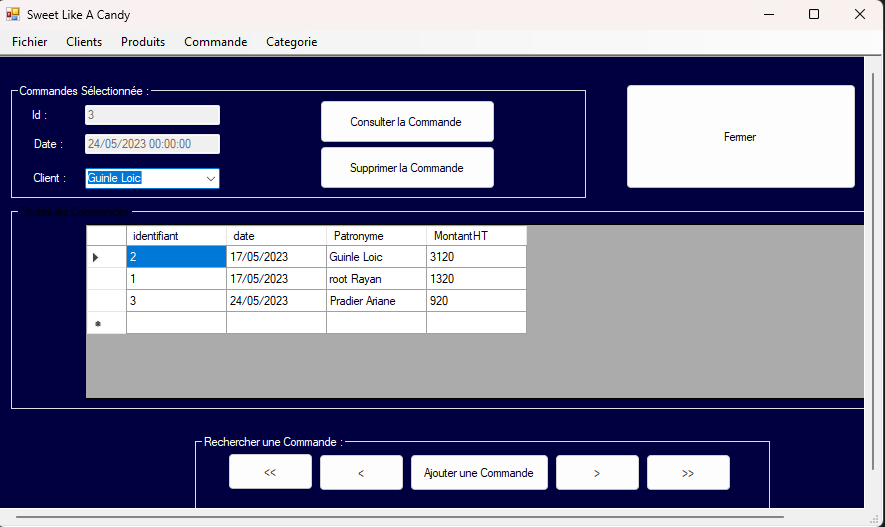 Sweet Like A Candy
Fichier Clients Produits Commande Categorie
Commandes Sélectionnée :
Id : 3
Date : 24/05/2023 00:00:00
Client : Guinle Loic
Consulter la Commande
Supprimer la Commande
Fermer
identifiant date Patronyme MontantHT
2 17/05/2023 Guinle Loic 3120
1 17/05/2023 root Rayan 1320
3 24/05/2023 Pradier Ariane 920
Rechercher une Commande :
<< < Ajouter une Commande > >>